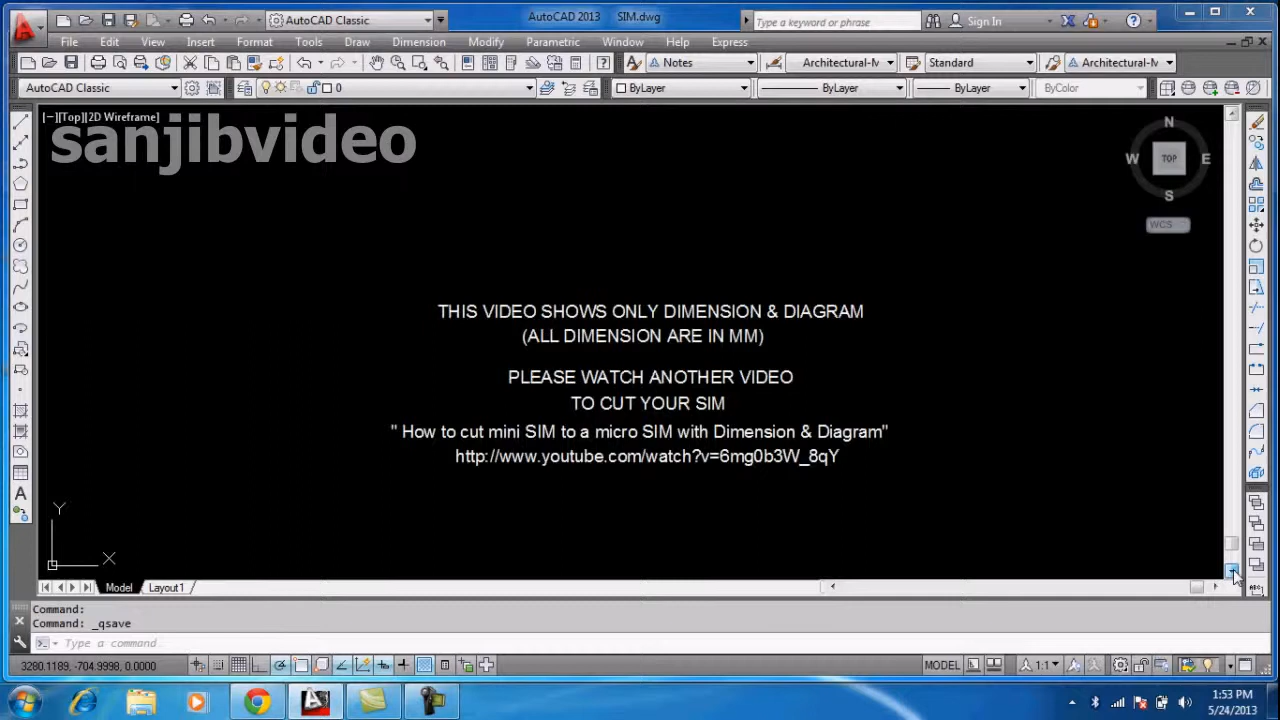 AutoCAD Classic
AutoCAD 2013 SIM.dwg
Type a keyword or phrase
Sign In
File Edit View Insert Format Tools Draw Dimension Modify Parametric Window Help Express
Notes Architectural-M Standard Architectural-M
AutoCAD Classic 0 ByLayer ByLayer ByLayer ByColor
[−][Top][2D Wireframe]
sanjibvideo
N
W TOP E
S
WCS
THIS VIDEO SHOWS ONLY DIMENSION & DIAGRAM
(ALL DIMENSION ARE IN MM)
PLEASE WATCH ANOTHER VIDEO
TO CUT YOUR SIM
" How to cut mini SIM to a micro SIM with Dimension & Diagram"
http://www.youtube.com/watch?v=6mg0b3W_8qY
Y
X
Model Layout1
Command:
Command: _qsave
Type a command
3280.1189, -704.9998, 0.0000
MODEL 1:1
1:53 PM
5/24/2013